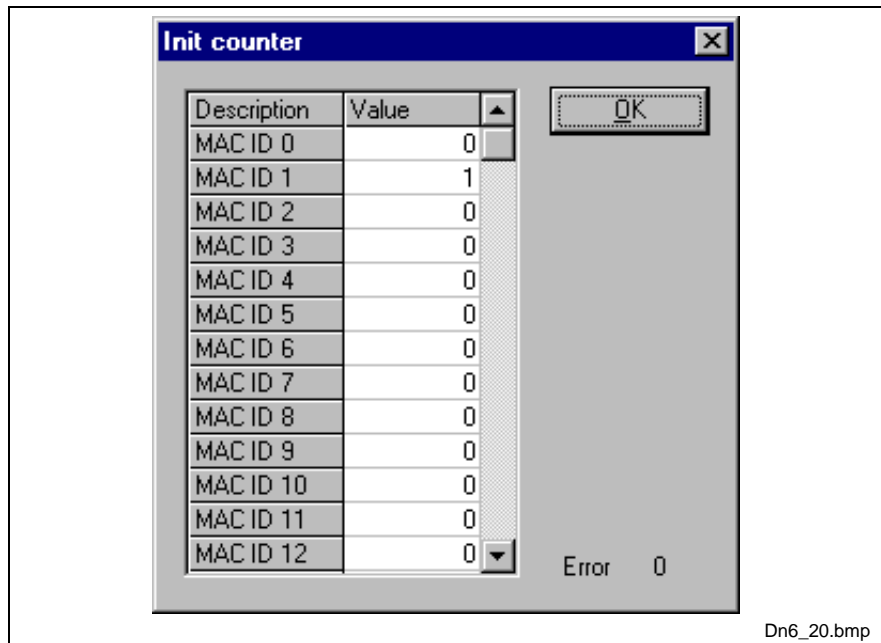 Init counter
Description Value
OK
MAC ID 0 0
MAC ID 1 1
MAC ID 2 0
MAC ID 3 0
MAC ID 4 0
MAC ID 5 0
MAC ID 6 0
MAC ID 7 0
MAC ID 8 0
MAC ID 9 0
MAC ID 10 0
MAC ID 11 0
MAC ID 12 0
Error 0
Dn6_20.bmp